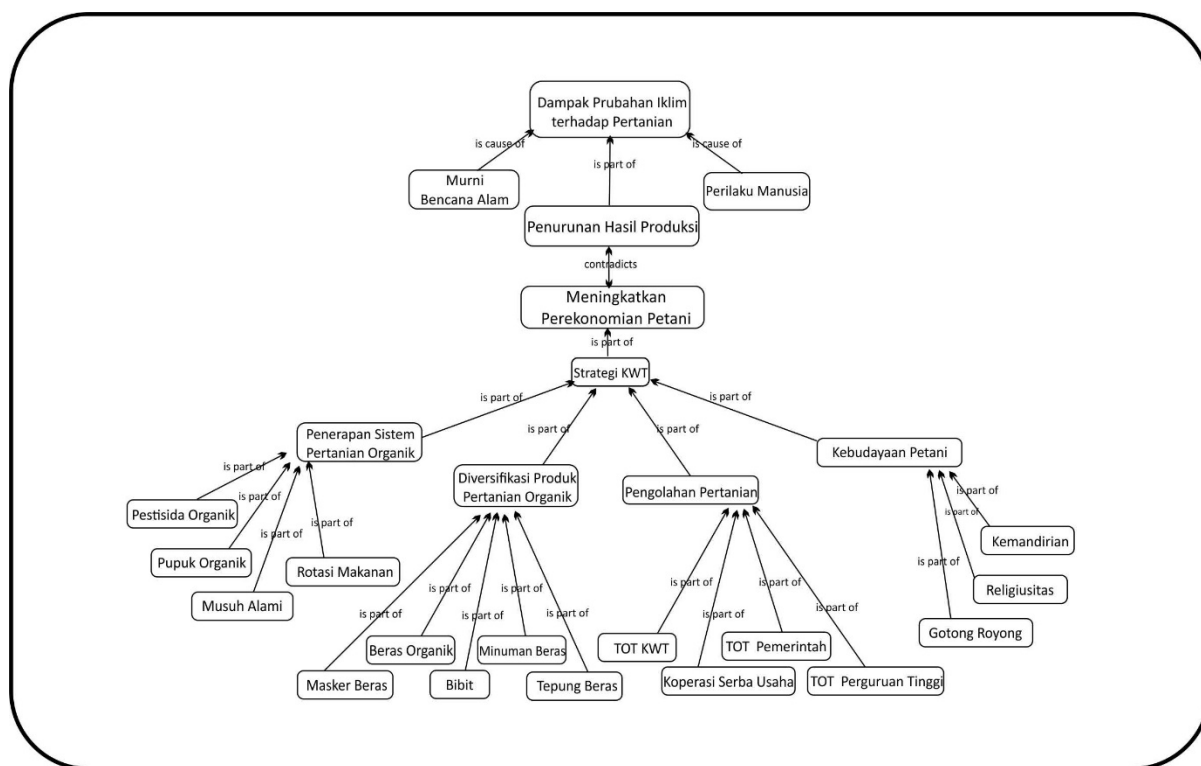 Dampak Prubahan Iklim
terhadap Pertanian
is cause of
is cause of
is part of
Murni
Bencana Alam
Perilaku Manusia
Penurunan Hasil Produksi
contradicts
Meningkatkan
Perekonomian Petani
is part of
Strategi KWT
is part of
is part of
is part of
is part of
Penerapan Sistem
Pertanian Organik
Kebudayaan Petani
Diversifikasi Produk
Pertanian Organik
Pengolahan Pertanian
is part of
is part of
is part of
is part of
Pestisida Organik
Pupuk Organik
Musuh Alami
Rotasi Makanan
is part of
is part of
is part of
is part of
is part of
Masker Beras
Beras Organik
Bibit
Minuman Beras
Tepung Beras
is part of
is part of
is part of
is part of
TOT KWT
Koperasi Serba Usaha
TOT Pemerintah
TOT Perguruan Tinggi
is part of
is part of
is part of
Kemandirian
Religiusitas
Gotong Royong